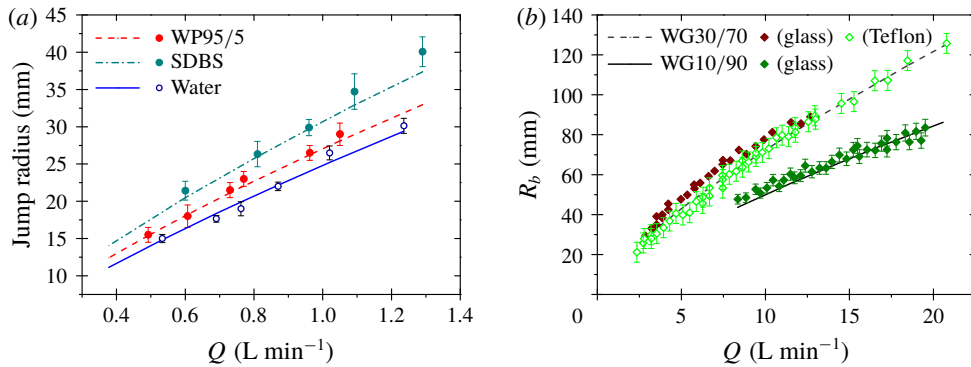 (a)
45
40
35
30
25
20
15
10
Jump radius (mm)
WP95/5
SDBS
Water
0.4 0.6 0.8 1.0 1.2 1.4
Q (L min⁻¹)
(b)
140
120
100
80
60
40
20
0
R_b (mm)
WG30/70 (glass) (Teflon)
WG10/90 (glass)
5 10 15 20
Q (L min⁻¹)